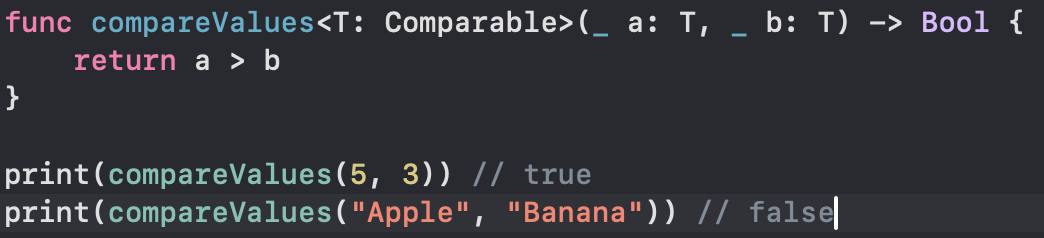 func compareValues<T: Comparable>(_ a: T, _ b: T) -> Bool {
    return a > b
}

print(compareValues(5, 3)) // true
print(compareValues("Apple", "Banana")) // false